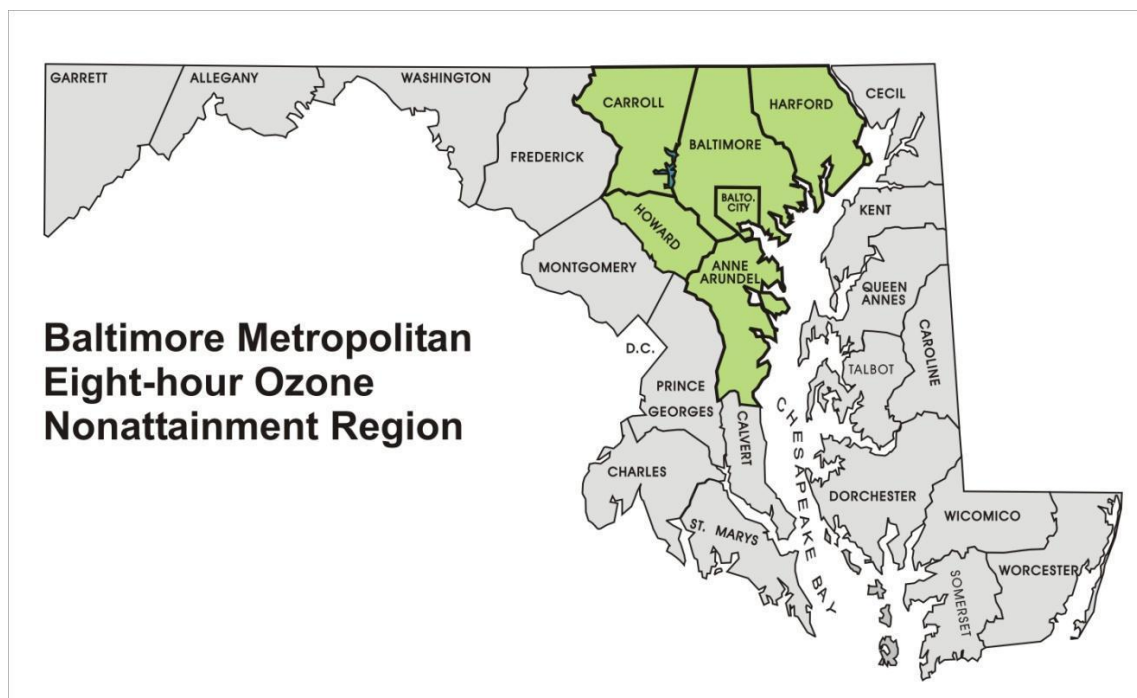 GARRETT
ALLEGANY
WASHINGTON
FREDERICK
CARROLL
BALTIMORE
HARFORD
CECIL
BALTO.
CITY
HOWARD
KENT
MONTGOMERY
ANNE
ARUNDEL
QUEEN
ANNES
CAROLINE
TALBOT
D.C.
PRINCE
GEORGES
Baltimore Metropolitan
Eight-hour Ozone
Nonattainment Region
CALVERT
CHESAPEAKE BAY
CHARLES
ST. MARYS
DORCHESTER
WICOMICO
SOMERSET
WORCESTER